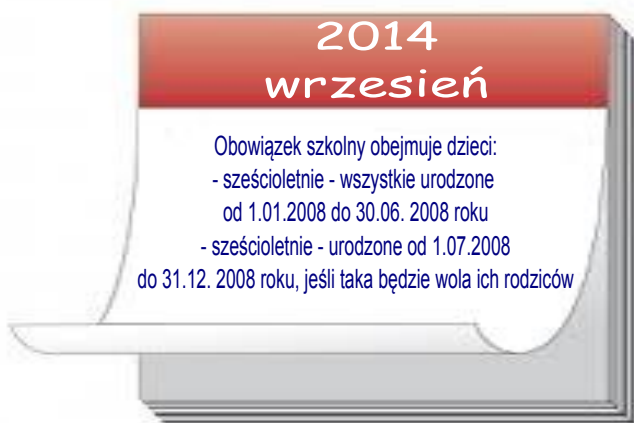 2014
wrzesień
Obowiązek szkolny obejmuje dzieci:
- sześcioletnie - wszystkie urodzone
od 1.01.2008 do 30.06. 2008 roku
- sześcioletnie - urodzone od 1.07.2008
do 31.12. 2008 roku, jeśli taka będzie wola ich rodziców